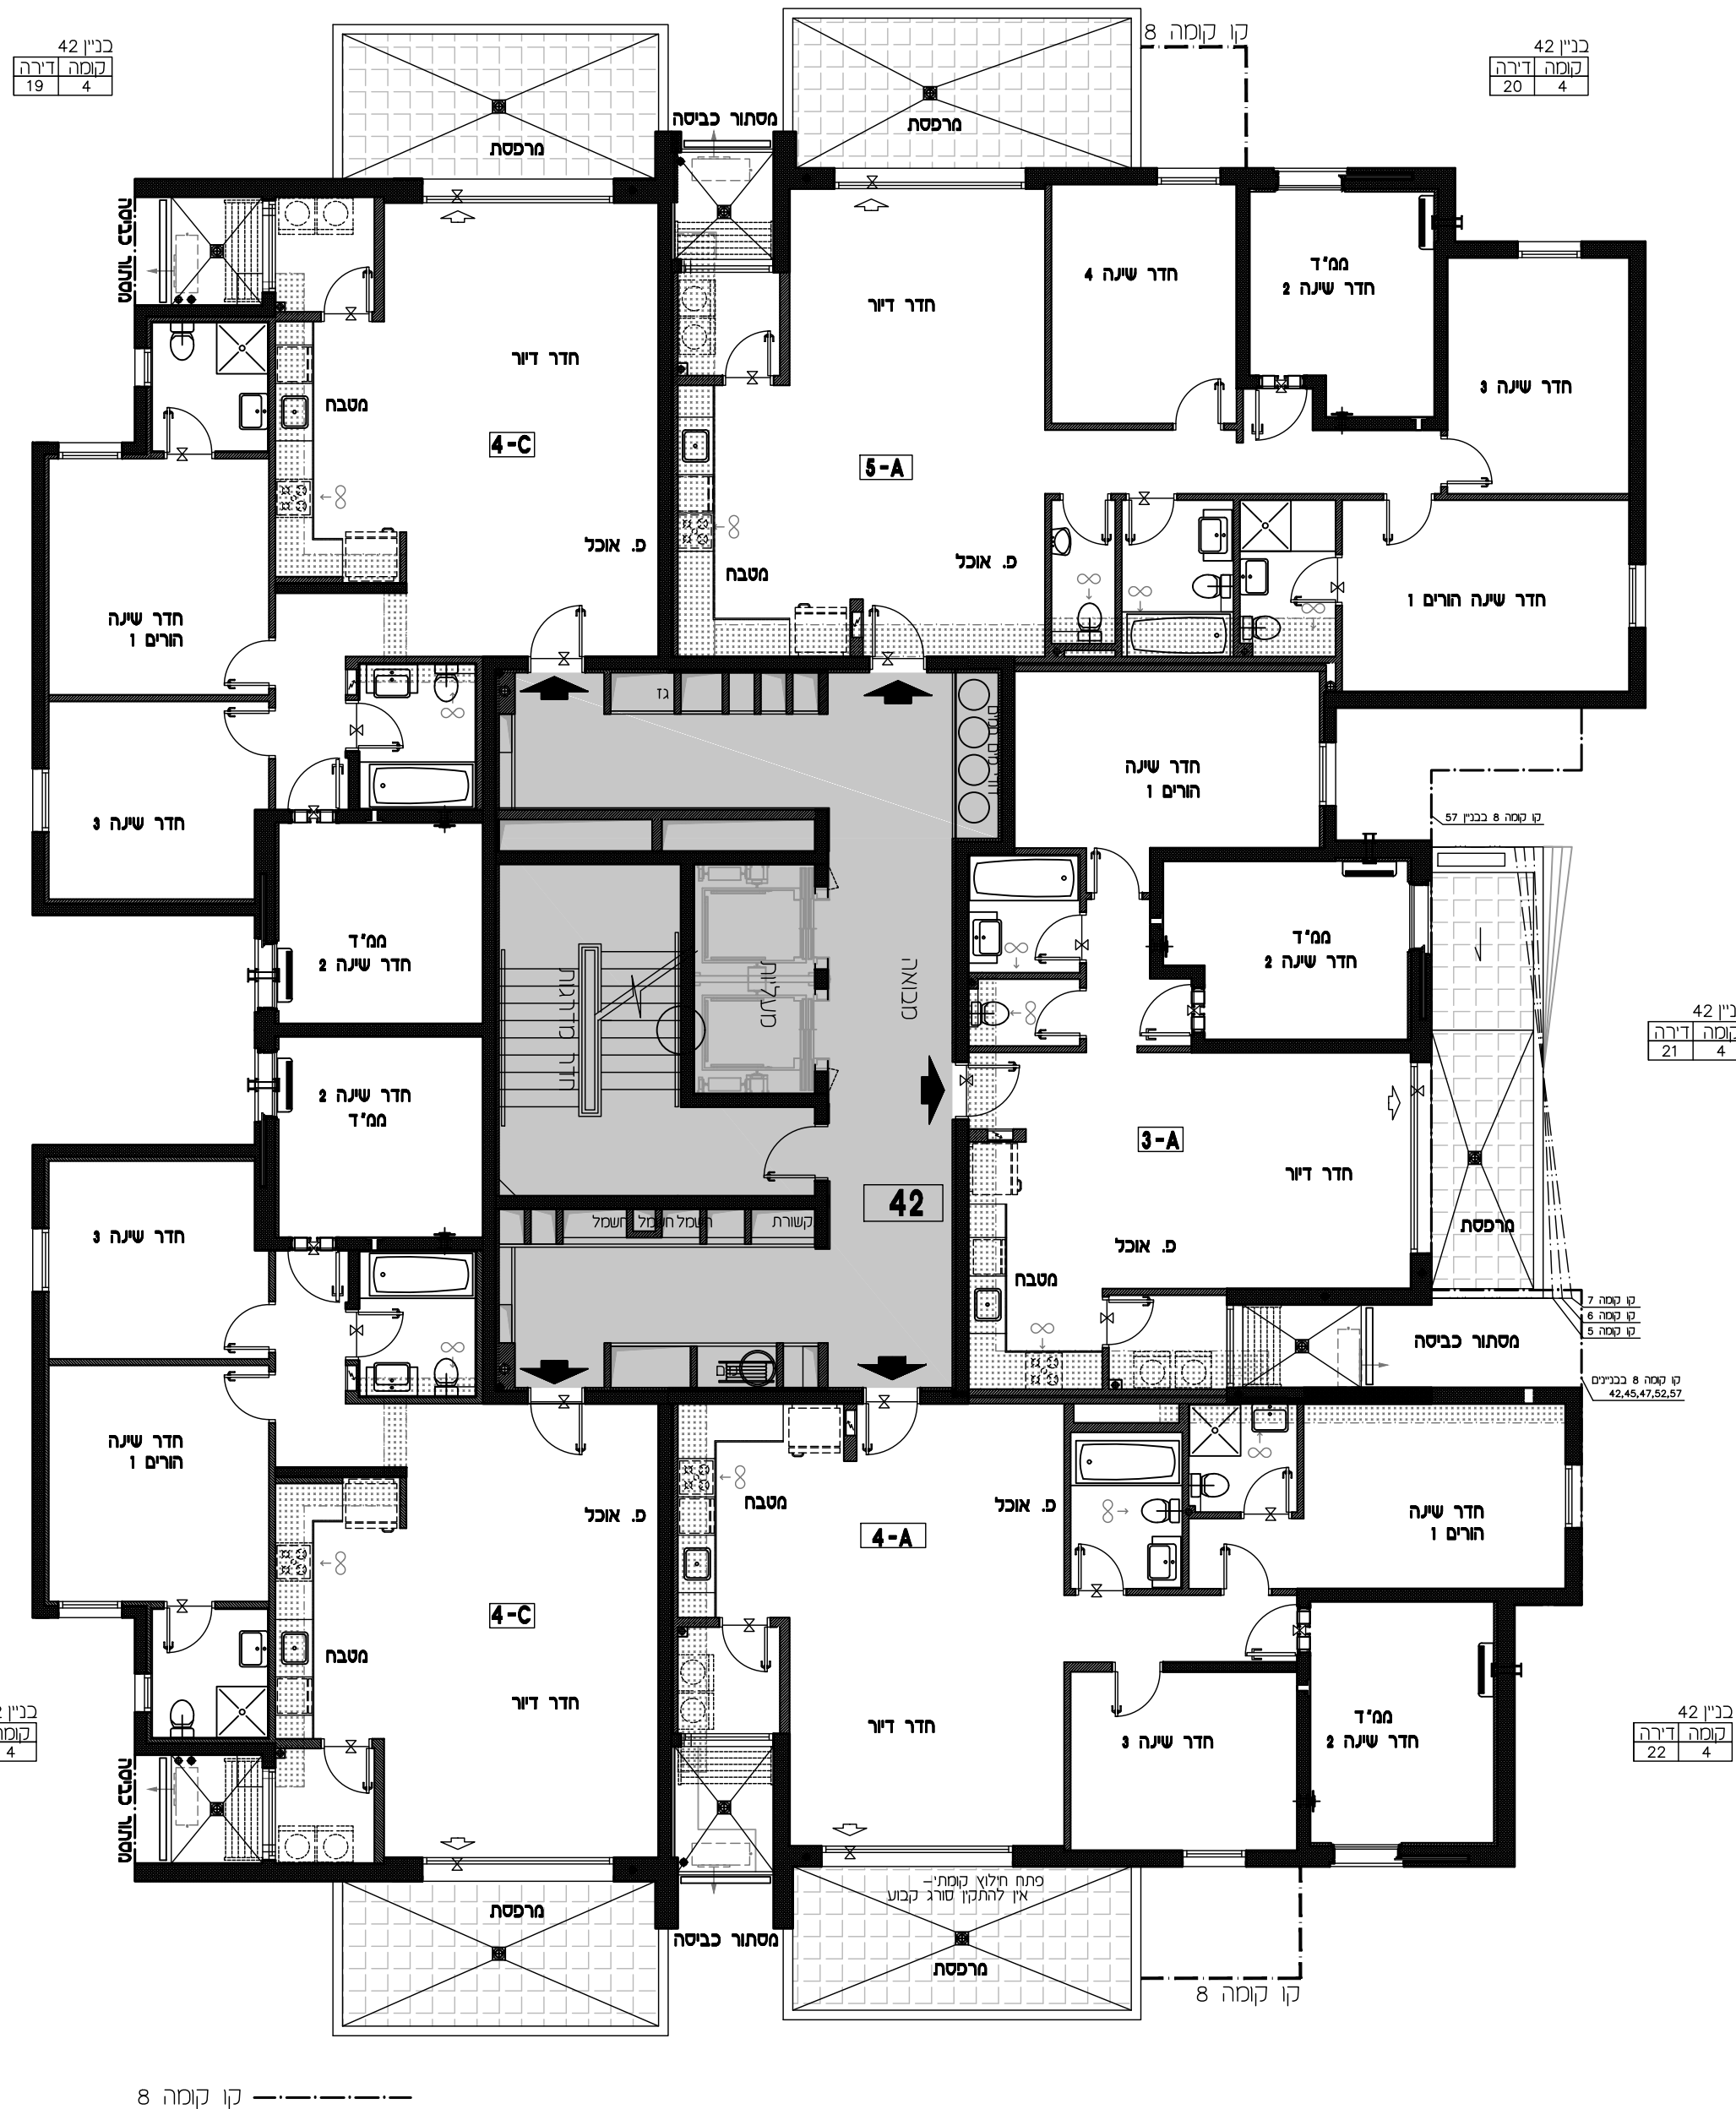 בניין 42
קומה דירה
4 19
קו קומה 8
בניין 42
קומה דירה
4 20
מסתור כביסה
מרפסת
מרפסת
מסתור כביסה
חדר שינה 4
ממ"ד
חדר שינה 2
חדר דיור
חדר דיור
חדר שינה 3
מטבח
4-C
5-A
פ. אוכל
פ. אוכל
מטבח
חדר שינה הורים 1
חדר שינה
הורים 1
גז
חדר שינה
הורים 1
חדר שינה 3
קו קומה 8 בבניין 57
ממ"ד
חדר שינה 2
ממ"ד
חדר שינה 2
חדר מדרגות
מעליות
מבואה
בניין 42
קומה דירה
4 21
חדר שינה 2
ממ"ד
3-A
חדר דיור
42
חשמל חשמל חשמל
תקשורת
מרפסת
חדר שינה 3
פ. אוכל
מטבח
קו קומה 7
קו קומה 6
קו קומה 5
מסתור כביסה
קו קומה 8 בבניינים
42,45,47,52,57
חדר שינה
הורים 1
מטבח
פ. אוכל
פ. אוכל
חדר שינה
הורים 1
4-A
4-C
מטבח
חדר דיור
חדר דיור
חדר שינה 3
ממ"ד
חדר שינה 2
בניין 42
קומה דירה
4 22
קומה
4
מסתור כביסה
פתח חילוץ קומתי-
אין להתקין סורג קבוע
מרפסת
מסתור כביסה
מרפסת
קו קומה 8
קו קומה 8